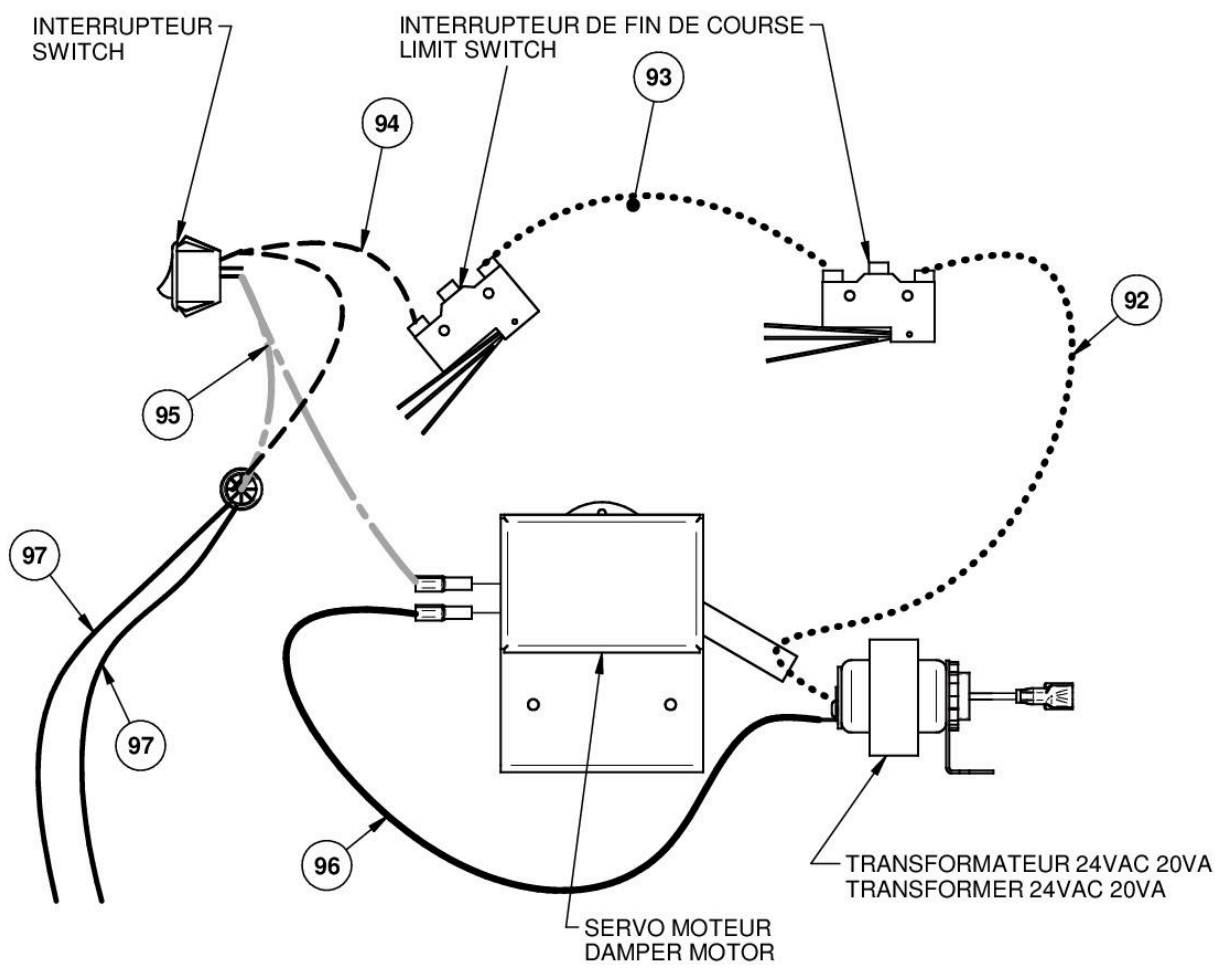 INTERRUPTEUR
SWITCH
INTERRUPTEUR DE FIN DE COURSE
LIMIT SWITCH
93
94
92
95
97
97
96
TRANSFORMATEUR 24VAC 20VA
TRANSFORMER 24VAC 20VA
SERVO MOTEUR
DAMPER MOTOR